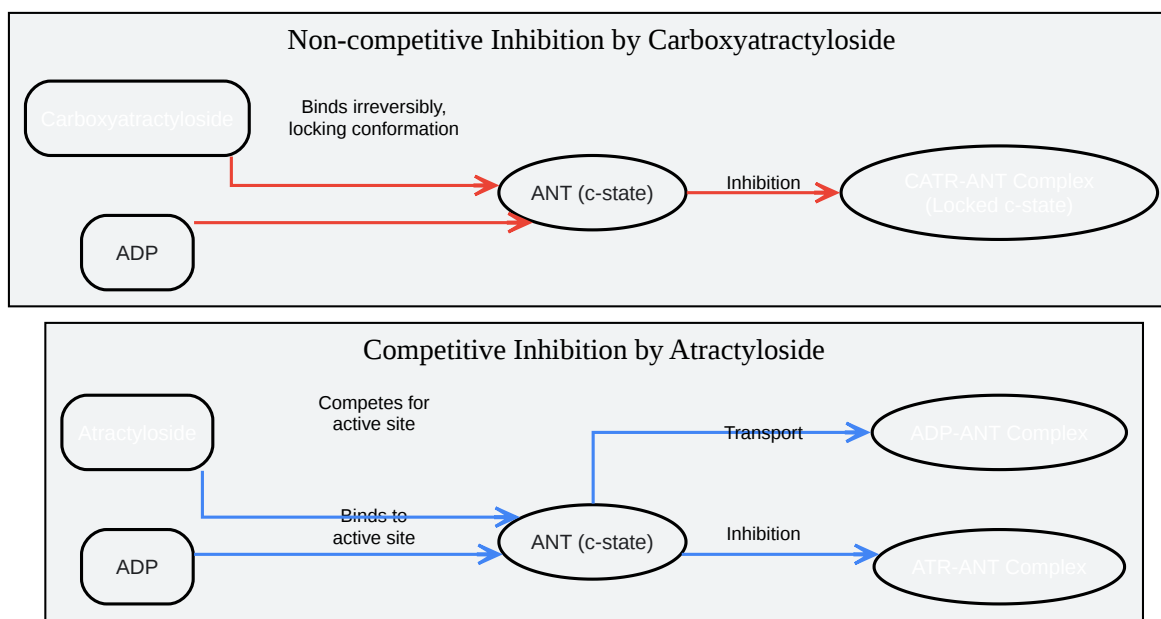 Non-competitive Inhibition by Carboxyatractyloside
Carboxyatractyloside
Binds irreversibly,
locking conformation
ADP
ANT (c-state)
Inhibition
CATR-ANT Complex
(Locked c-state)
Competitive Inhibition by Atractyloside
Atractyloside
Competes for
active site
ADP
Binds to
active site
ANT (c-state)
Transport
ADP-ANT Complex
Inhibition
ATR-ANT Complex